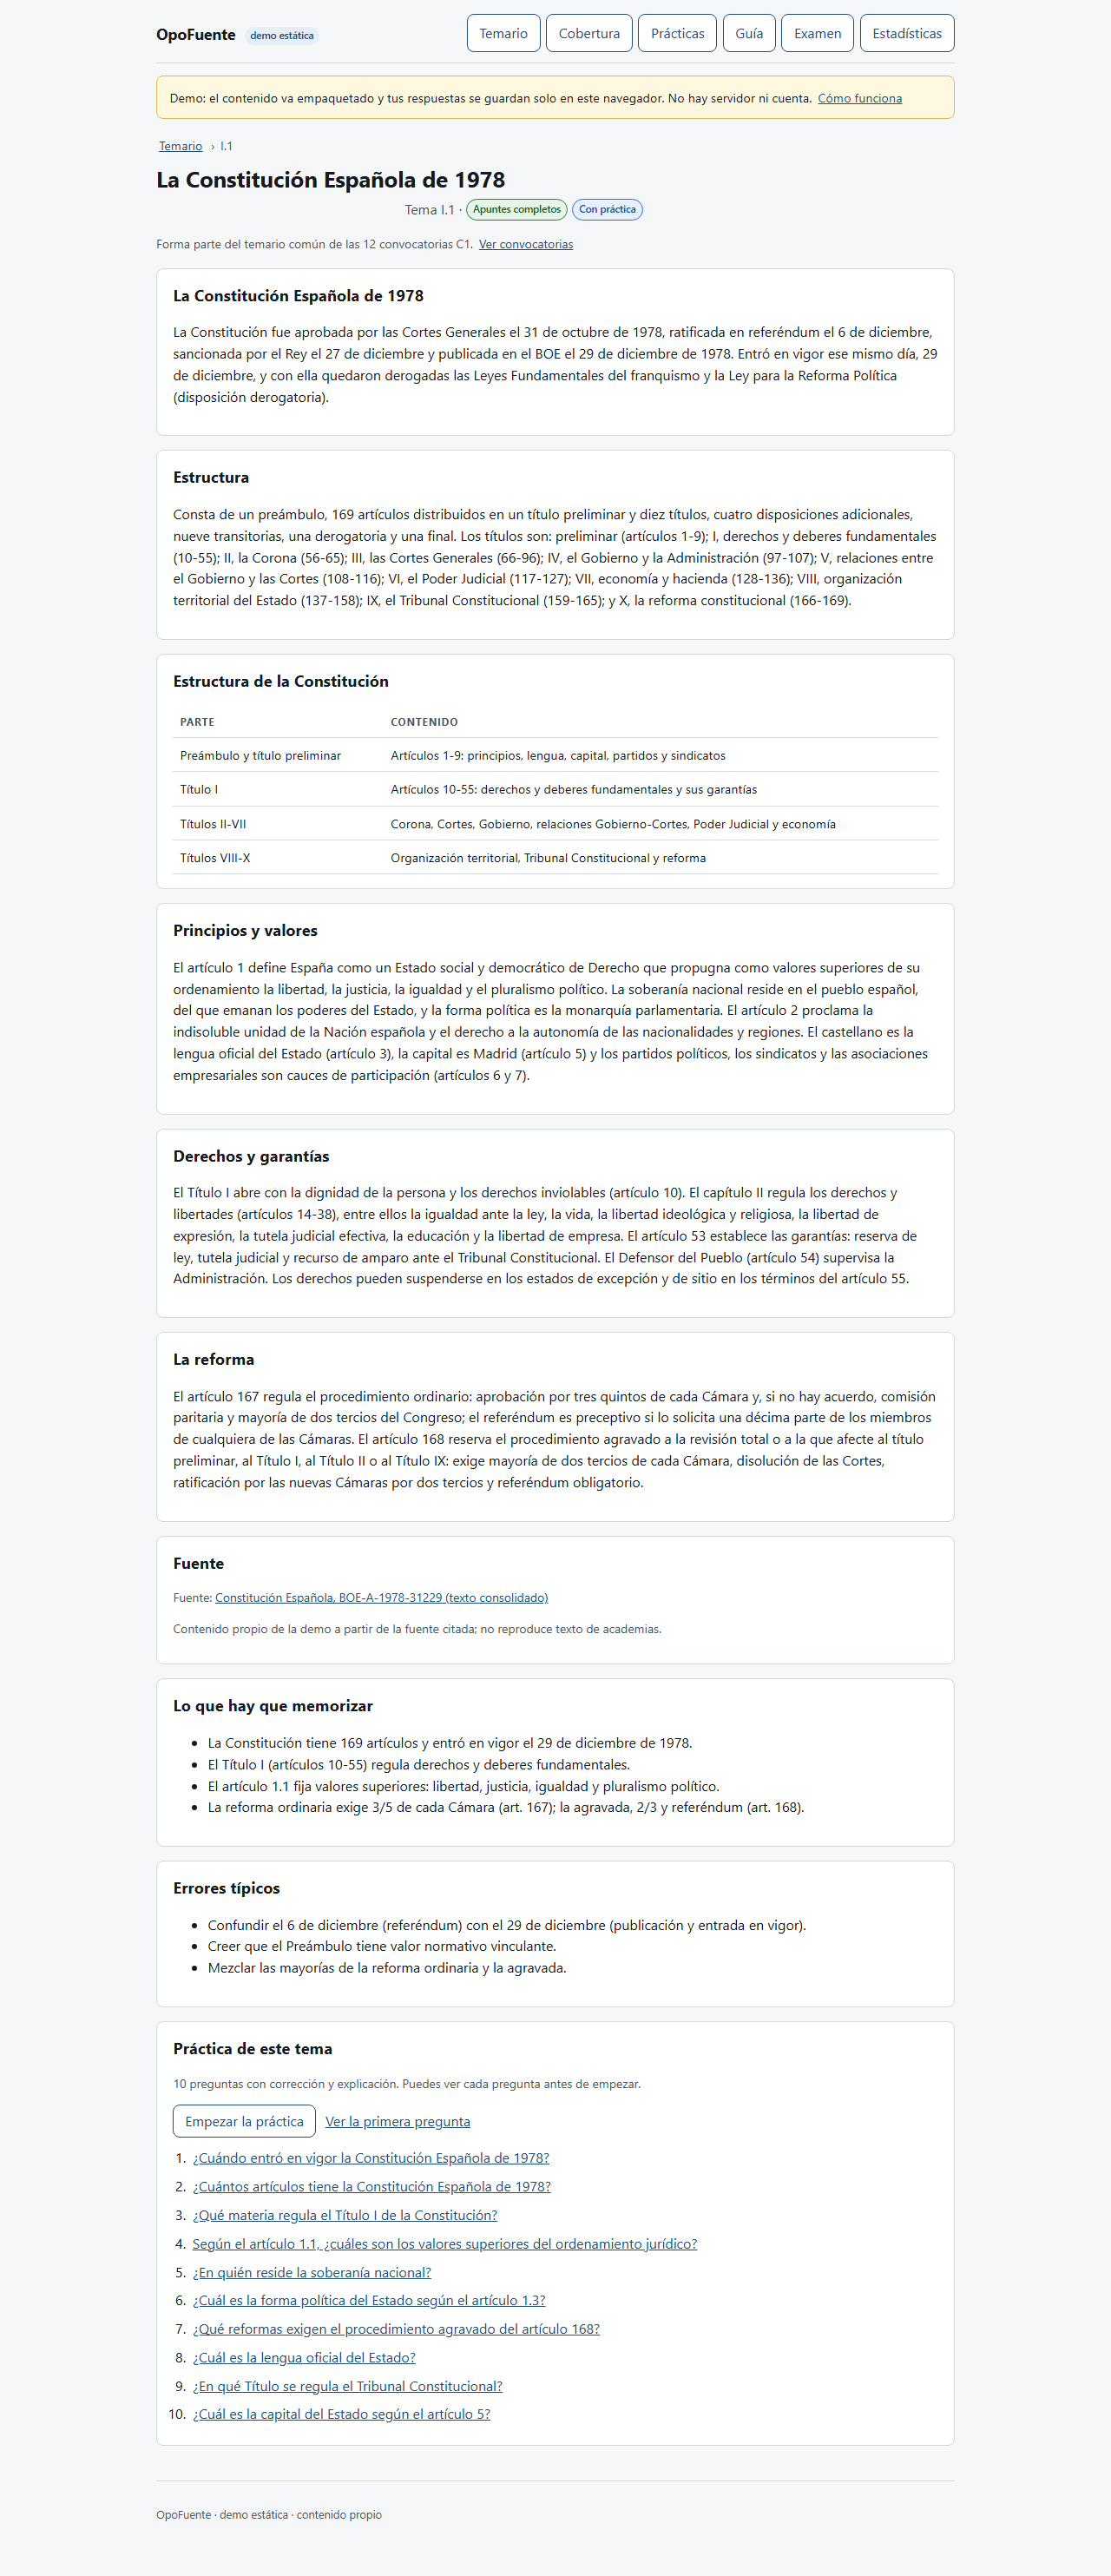 OpoFuente demo estática
Temario Cobertura Prácticas Guía Examen Estadísticas
Demo: el contenido va empaquetado y tus respuestas se guardan solo en este navegador. No hay servidor ni cuenta. Cómo funciona
Temario › I.1
La Constitución Española de 1978
Tema I.1 · Apuntes completos Con práctica
Forma parte del temario común de las 12 convocatorias C1. Ver convocatorias
La Constitución Española de 1978
La Constitución fue aprobada por las Cortes Generales el 31 de octubre de 1978, ratificada en referéndum el 6 de diciembre,
sancionada por el Rey el 27 de diciembre y publicada en el BOE el 29 de diciembre de 1978. Entró en vigor ese mismo día, 29
de diciembre, y con ella quedaron derogadas las Leyes Fundamentales del franquismo y la Ley para la Reforma Política
(disposición derogatoria).
Estructura
Consta de un preámbulo, 169 artículos distribuidos en un título preliminar y diez títulos, cuatro disposiciones adicionales,
nueve transitorias, una derogatoria y una final. Los títulos son: preliminar (artículos 1-9); I, derechos y deberes fundamentales
(10-55); II, la Corona (56-65); III, las Cortes Generales (66-96); IV, el Gobierno y la Administración (97-107); V, relaciones entre
el Gobierno y las Cortes (108-116); VI, el Poder Judicial (117-127); VII, economía y hacienda (128-136); VIII, organización
territorial del Estado (137-158); IX, el Tribunal Constitucional (159-165); y X, la reforma constitucional (166-169).
Estructura de la Constitución
PARTE CONTENIDO
Preámbulo y título preliminar Artículos 1-9: principios, lengua, capital, partidos y sindicatos
Título I Artículos 10-55: derechos y deberes fundamentales y sus garantías
Títulos II-VII Corona, Cortes, Gobierno, relaciones Gobierno-Cortes, Poder Judicial y economía
Títulos VIII-X Organización territorial, Tribunal Constitucional y reforma
Principios y valores
El artículo 1 define España como un Estado social y democrático de Derecho que propugna como valores superiores de su
ordenamiento la libertad, la justicia, la igualdad y el pluralismo político. La soberanía nacional reside en el pueblo español,
del que emanan los poderes del Estado, y la forma política es la monarquía parlamentaria. El artículo 2 proclama la
indisoluble unidad de la Nación española y el derecho a la autonomía de las nacionalidades y regiones. El castellano es la
lengua oficial del Estado (artículo 3), la capital es Madrid (artículo 5) y los partidos políticos, los sindicatos y las asociaciones
empresariales son cauces de participación (artículos 6 y 7).
Derechos y garantías
El Título I abre con la dignidad de la persona y los derechos inviolables (artículo 10). El capítulo II regula los derechos y
libertades (artículos 14-38), entre ellos la igualdad ante la ley, la vida, la libertad ideológica y religiosa, la libertad de
expresión, la tutela judicial efectiva, la educación y la libertad de empresa. El artículo 53 establece las garantías: reserva de
ley, tutela judicial y recurso de amparo ante el Tribunal Constitucional. El Defensor del Pueblo (artículo 54) supervisa la
Administración. Los derechos pueden suspenderse en los estados de excepción y de sitio en los términos del artículo 55.
La reforma
El artículo 167 regula el procedimiento ordinario: aprobación por tres quintos de cada Cámara y, si no hay acuerdo, comisión
paritaria y mayoría de dos tercios del Congreso; el referéndum es preceptivo si lo solicita una décima parte de los miembros
de cualquiera de las Cámaras. El artículo 168 reserva el procedimiento agravado a la revisión total o a la que afecte al título
preliminar, al Título I, al Título II o al Título IX: exige mayoría de dos tercios de cada Cámara, disolución de las Cortes,
ratificación por las nuevas Cámaras por dos tercios y referéndum obligatorio.
Fuente
Fuente: Constitución Española, BOE-A-1978-31229 (texto consolidado)
Contenido propio de la demo a partir de la fuente citada; no reproduce texto de academias.
Lo que hay que memorizar
• La Constitución tiene 169 artículos y entró en vigor el 29 de diciembre de 1978.
• El Título I (artículos 10-55) regula derechos y deberes fundamentales.
• El artículo 1.1 fija valores superiores: libertad, justicia, igualdad y pluralismo político.
• La reforma ordinaria exige 3/5 de cada Cámara (art. 167); la agravada, 2/3 y referéndum (art. 168).
Errores típicos
• Confundir el 6 de diciembre (referéndum) con el 29 de diciembre (publicación y entrada en vigor).
• Creer que el Preámbulo tiene valor normativo vinculante.
• Mezclar las mayorías de la reforma ordinaria y la agravada.
Práctica de este tema
10 preguntas con corrección y explicación. Puedes ver cada pregunta antes de empezar.
Empezar la práctica Ver la primera pregunta
1. ¿Cuándo entró en vigor la Constitución Española de 1978?
2. ¿Cuántos artículos tiene la Constitución Española de 1978?
3. ¿Qué materia regula el Título I de la Constitución?
4. Según el artículo 1.1, ¿cuáles son los valores superiores del ordenamiento jurídico?
5. ¿En quién reside la soberanía nacional?
6. ¿Cuál es la forma política del Estado según el artículo 1.3?
7. ¿Qué reformas exigen el procedimiento agravado del artículo 168?
8. ¿Cuál es la lengua oficial del Estado?
9. ¿En qué Título se regula el Tribunal Constitucional?
10. ¿Cuál es la capital del Estado según el artículo 5?
OpoFuente · demo estática · contenido propio